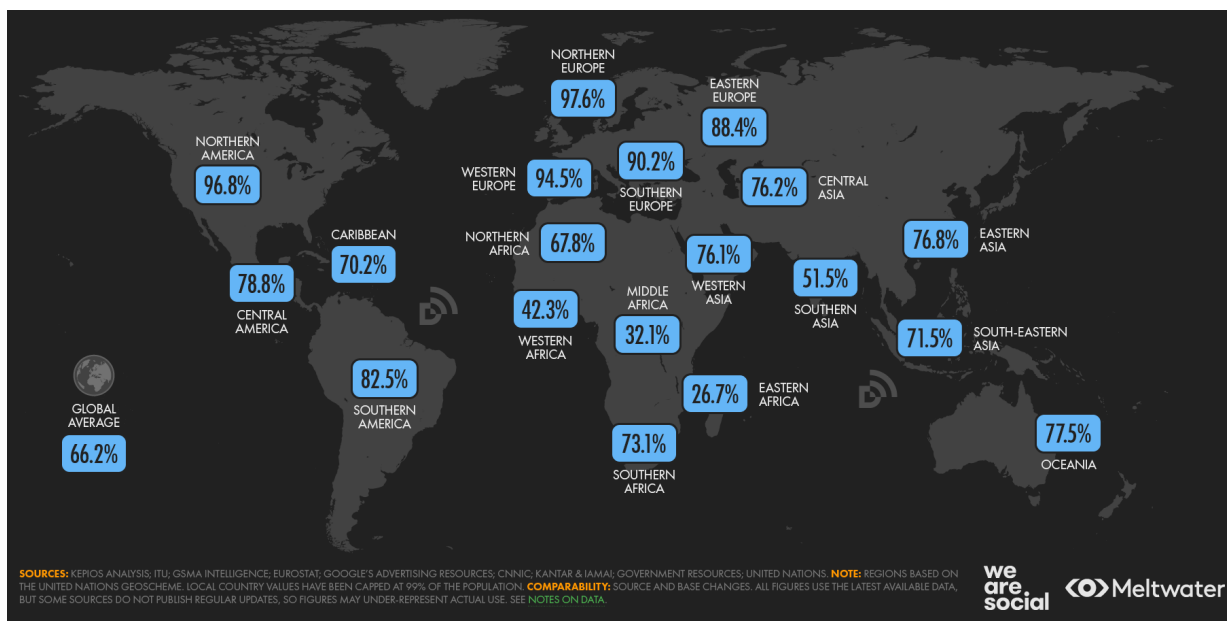 NORTHERN
EUROPE
97.6%
EASTERN
EUROPE
88.4%
NORTHERN
AMERICA
96.8%
WESTERN
EUROPE
94.5%
90.2%
SOUTHERN
EUROPE
76.2%
CENTRAL
ASIA
CARIBBEAN
70.2%
NORTHERN
AFRICA
67.8%
76.1%
WESTERN
ASIA
76.8%
EASTERN
ASIA
78.8%
CENTRAL
AMERICA
42.3%
WESTERN
AFRICA
MIDDLE
AFRICA
32.1%
51.5%
SOUTHERN
ASIA
71.5%
SOUTH-EASTERN
ASIA
82.5%
SOUTHERN
AMERICA
26.7%
EASTERN
AFRICA
GLOBAL
AVERAGE
66.2%
73.1%
SOUTHERN
AFRICA
77.5%
OCEANIA
SOURCES: KEPIOS ANALYSIS; ITU; GSMA INTELLIGENCE; EUROSTAT; GOOGLE'S ADVERTISING RESOURCES; CNNIC; KANTAR & IAMAI; GOVERNMENT RESOURCES; UNITED NATIONS. NOTE: REGIONS BASED ON
THE UNITED NATIONS GEOSCHEME. LOCAL COUNTRY VALUES HAVE BEEN CAPPED AT 99% OF THE POPULATION. COMPARABILITY: SOURCE AND BASE CHANGES. ALL FIGURES USE THE LATEST AVAILABLE DATA,
BUT SOME SOURCES DO NOT PUBLISH REGULAR UPDATES, SO FIGURES MAY UNDER-REPRESENT ACTUAL USE. SEE NOTES ON DATA.
we
are
social
Meltwater